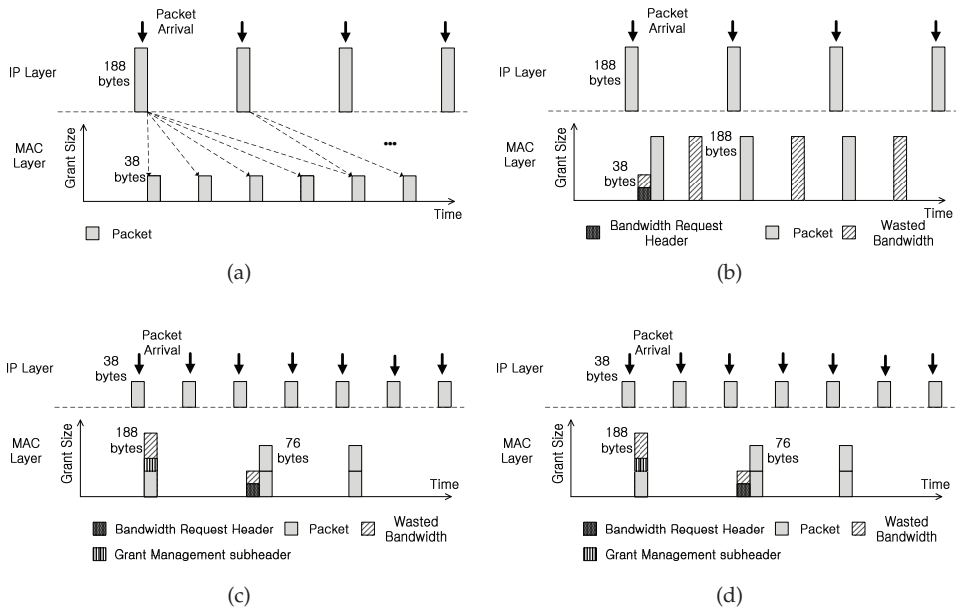 Packet
Arrival
IP Layer
188
bytes
MAC
Layer
Grant Size
38
bytes
•••
Time
Packet
(a)
Packet
Arrival
IP Layer
188
bytes
MAC
Layer
Grant Size
38
bytes
188
bytes
Time
Bandwidth Request
Header
Packet
Wasted
Bandwidth
(b)
Packet
Arrival
IP Layer
38
bytes
MAC
Layer
Grant Size
188
bytes
76
bytes
Time
Bandwidth Request Header
Packet
Wasted
Bandwidth
Grant Management subheader
(c)
Packet
Arrival
IP Layer
38
bytes
MAC
Layer
Grant Size
188
bytes
76
bytes
Time
Bandwidth Request Header
Packet
Wasted
Bandwidth
Grant Management subheader
(d)